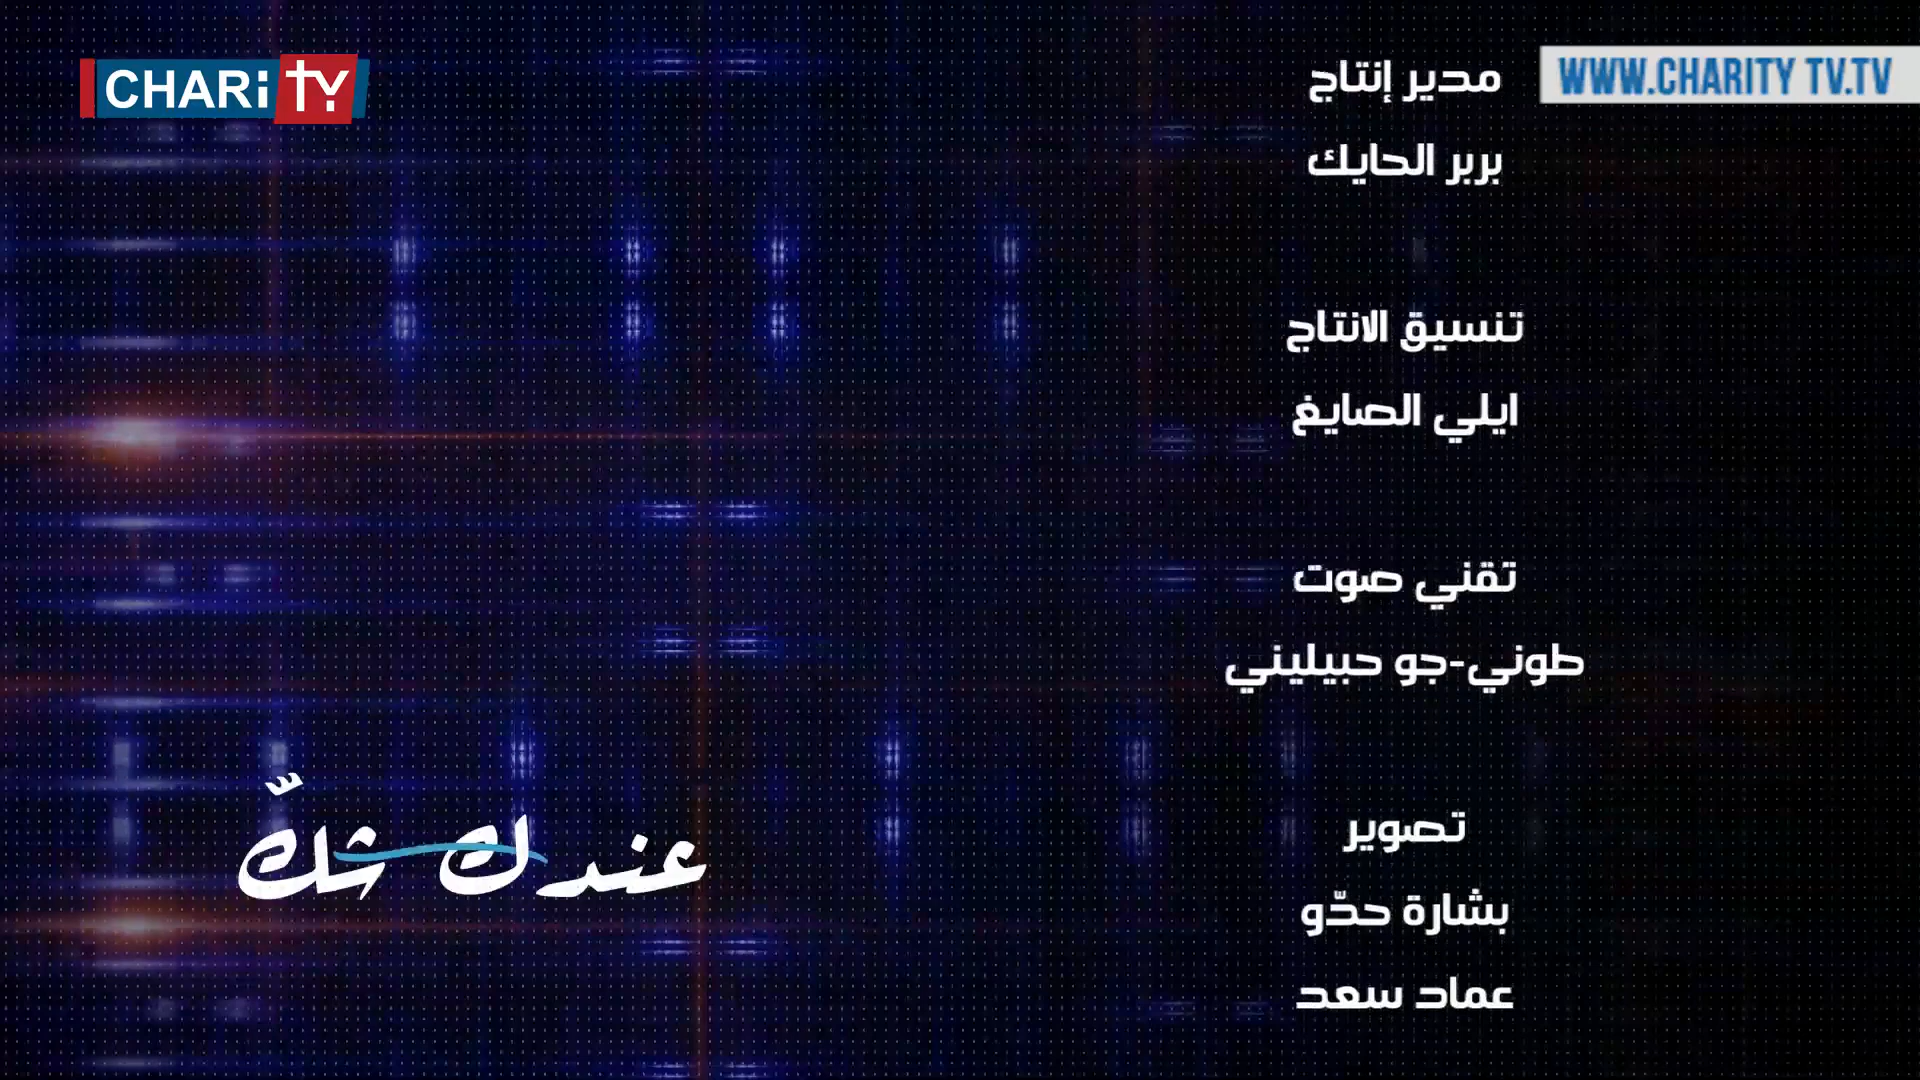 CHARiTY
WWW.CHARITY TV.TV
مدير إنتاج
بربر الحايك
تنسيق الانتاج
ايلي الصايغ
تقني صوت
طوني-جو حبيليني
تصوير
بشارة حدّو
عماد سعد
عندك شكّ